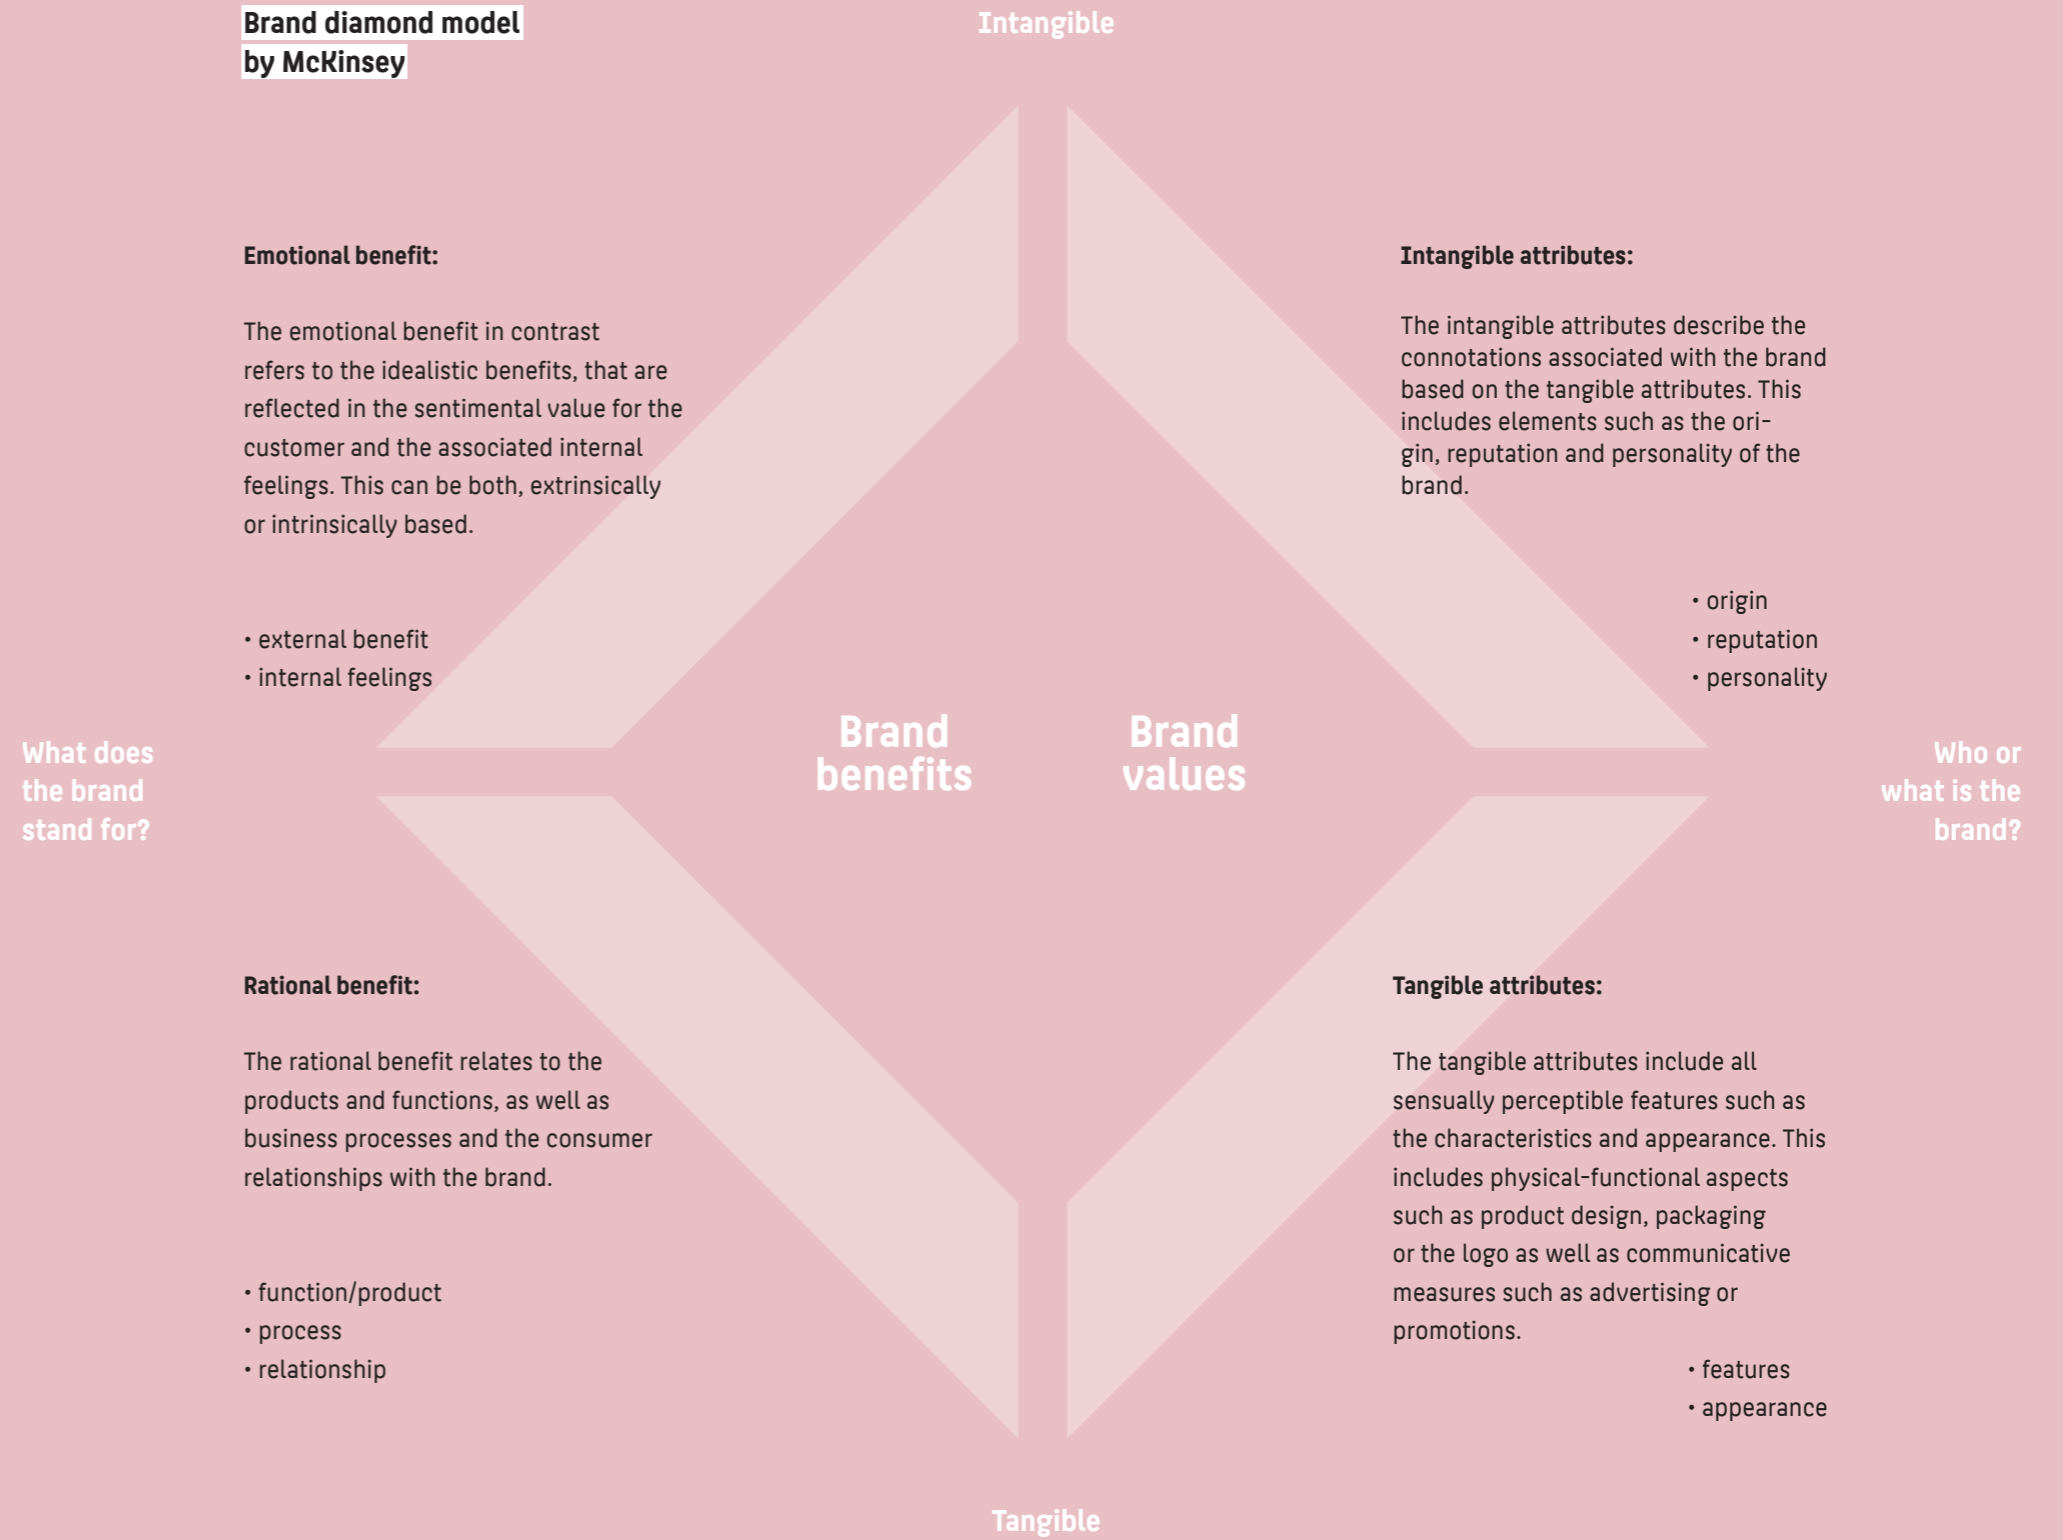 Brand diamond model
by McKinsey
Intangible
Emotional benefit:
The emotional benefit in contrast
refers to the idealistic benefits, that are
reflected in the sentimental value for the
customer and the associated internal
feelings. This can be both, extrinsically
or intrinsically based.
• external benefit
• internal feelings
Intangible attributes:
The intangible attributes describe the
connotations associated with the brand
based on the tangible attributes. This
includes elements such as the ori-
gin, reputation and personality of the
brand.
• origin
• reputation
• personality
What does
the brand
stand for?
Brand
benefits
Brand
values
Who or
what is the
brand?
Rational benefit:
The rational benefit relates to the
products and functions, as well as
business processes and the consumer
relationships with the brand.
• function/product
• process
• relationship
Tangible attributes:
The tangible attributes include all
sensually perceptible features such as
the characteristics and appearance. This
includes physical-functional aspects
such as product design, packaging
or the logo as well as communicative
measures such as advertising or
promotions.
• features
• appearance
Tangible